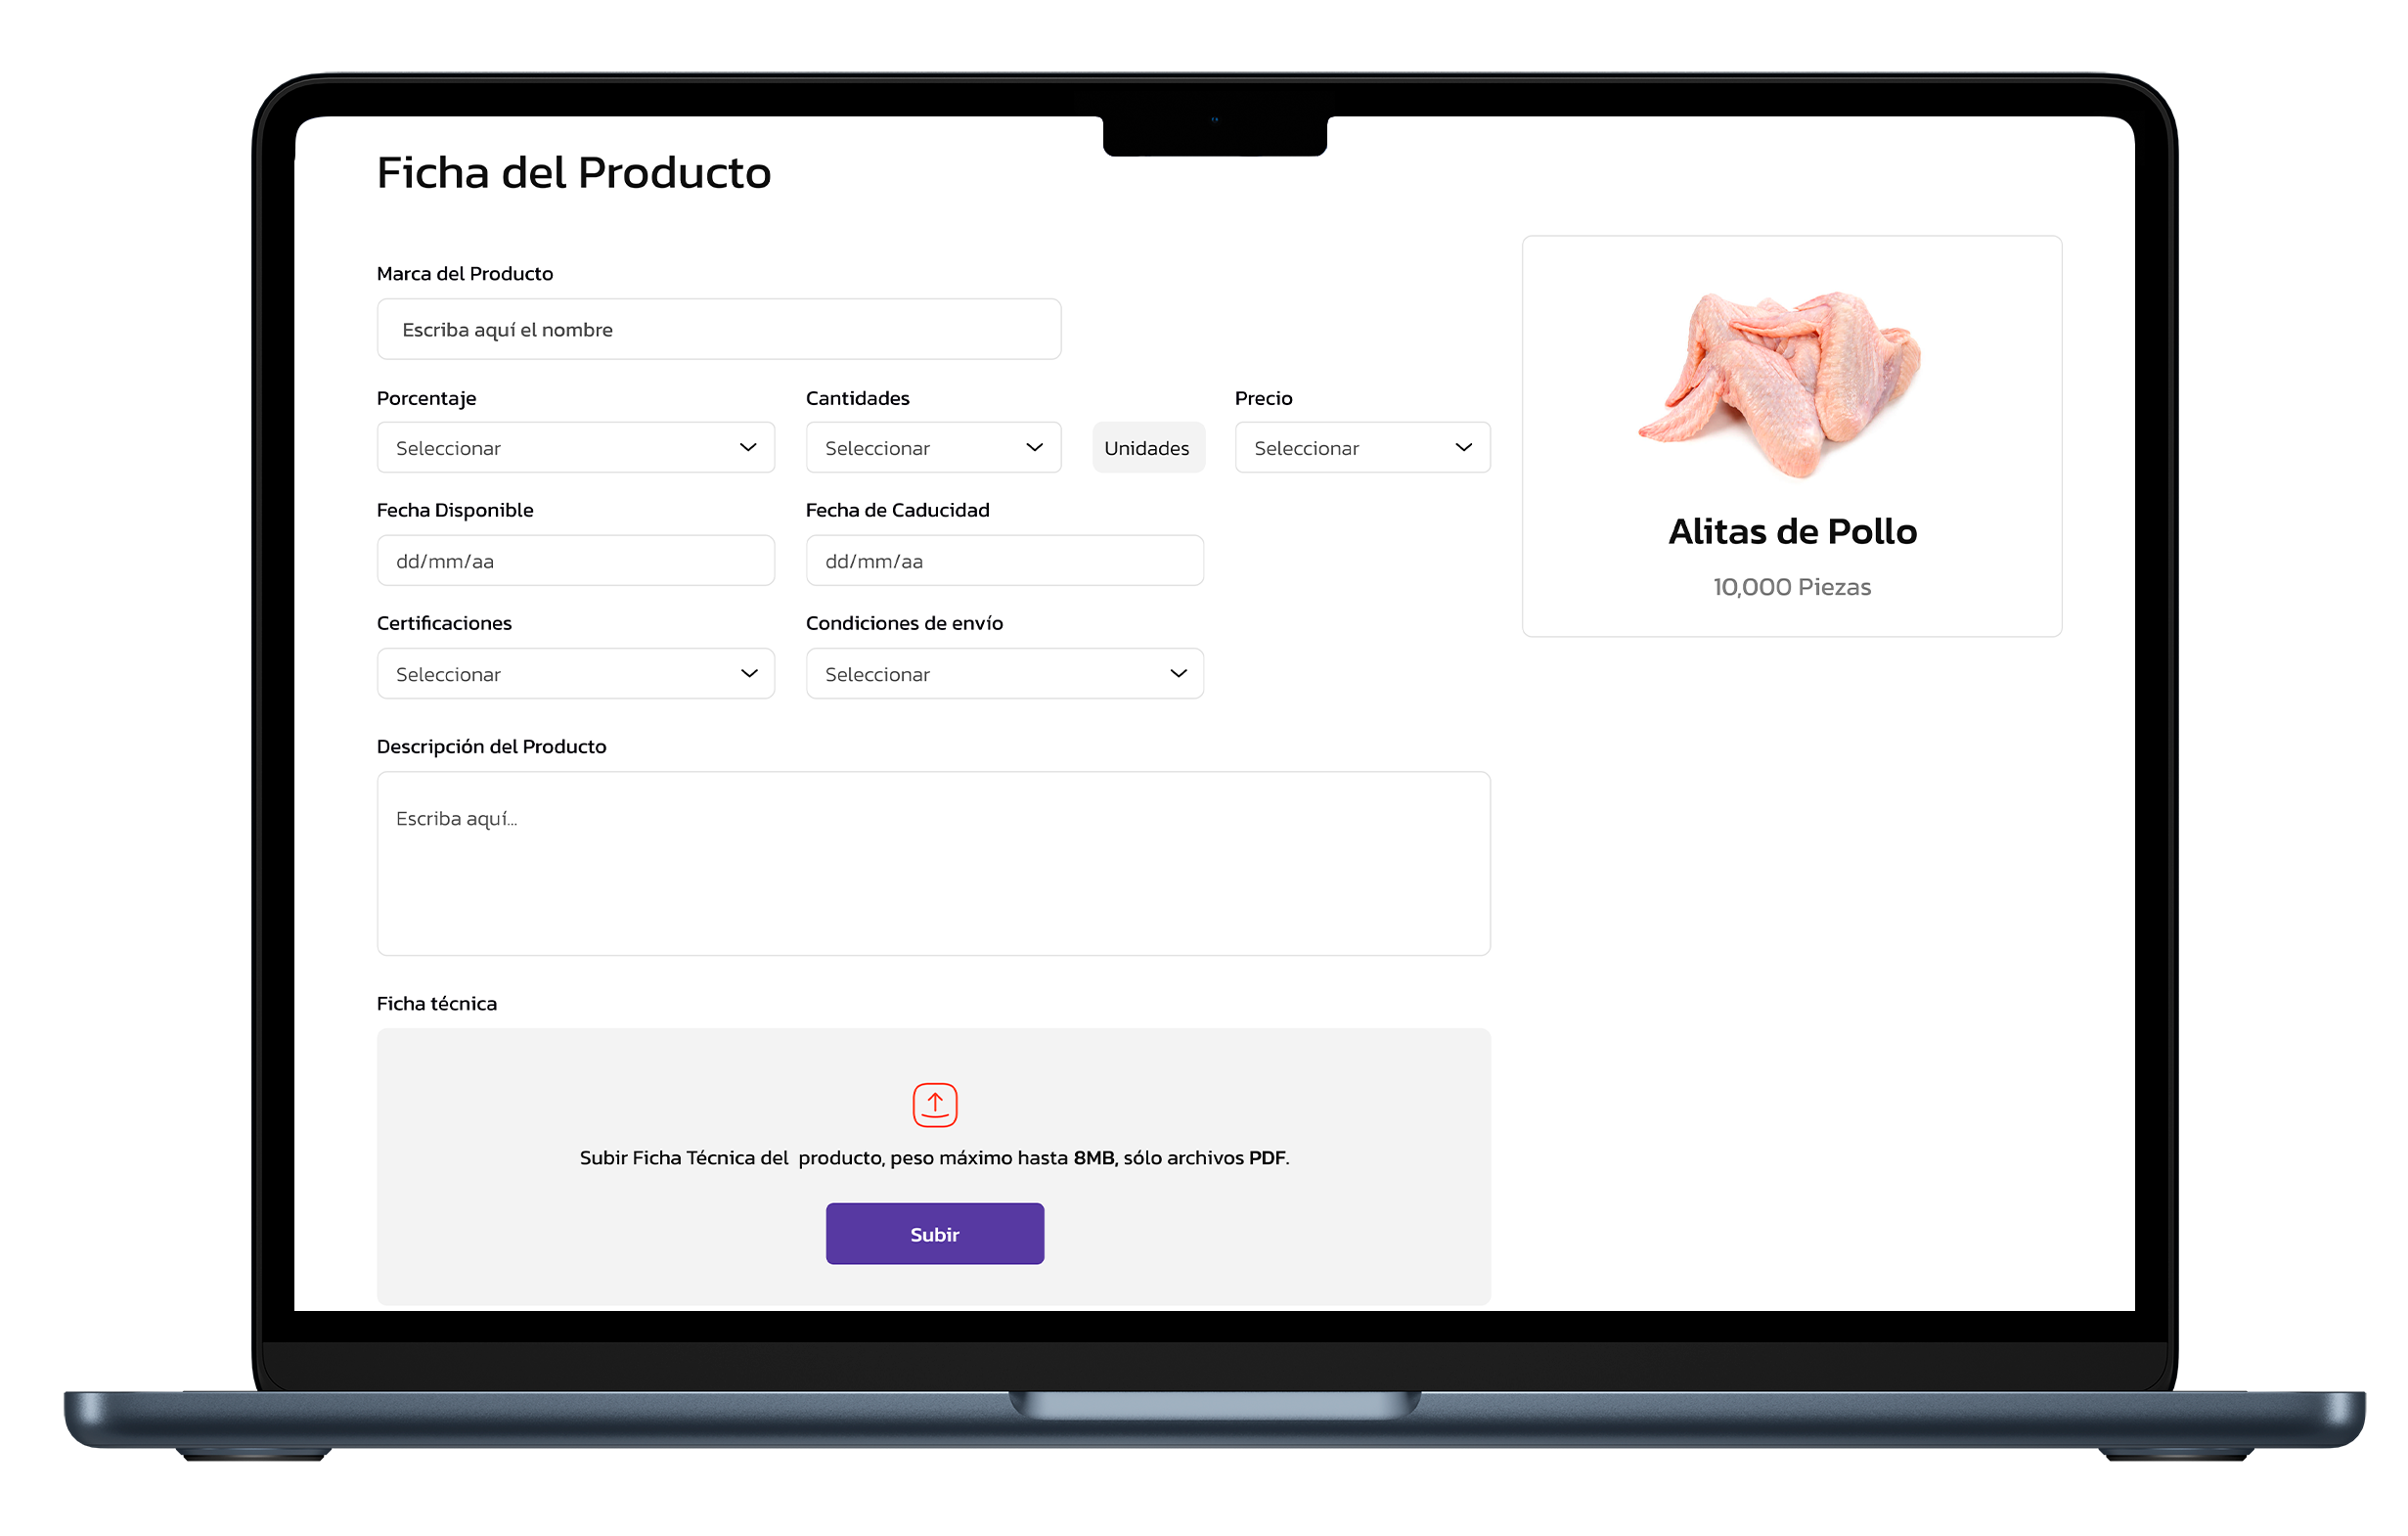 Ficha del Producto
Marca del Producto
Escriba aquí el nombre
Porcentaje
Cantidades
Precio
Seleccionar
Seleccionar
Unidades
Seleccionar
Fecha Disponible
Fecha de Caducidad
dd/mm/aa
dd/mm/aa
Certificaciones
Condiciones de envío
Seleccionar
Seleccionar
Descripción del Producto
Escriba aquí...
Ficha técnica
Subir Ficha Técnica del  producto, peso máximo hasta 8MB, sólo archivos PDF.
Subir
Alitas de Pollo
10,000 Piezas